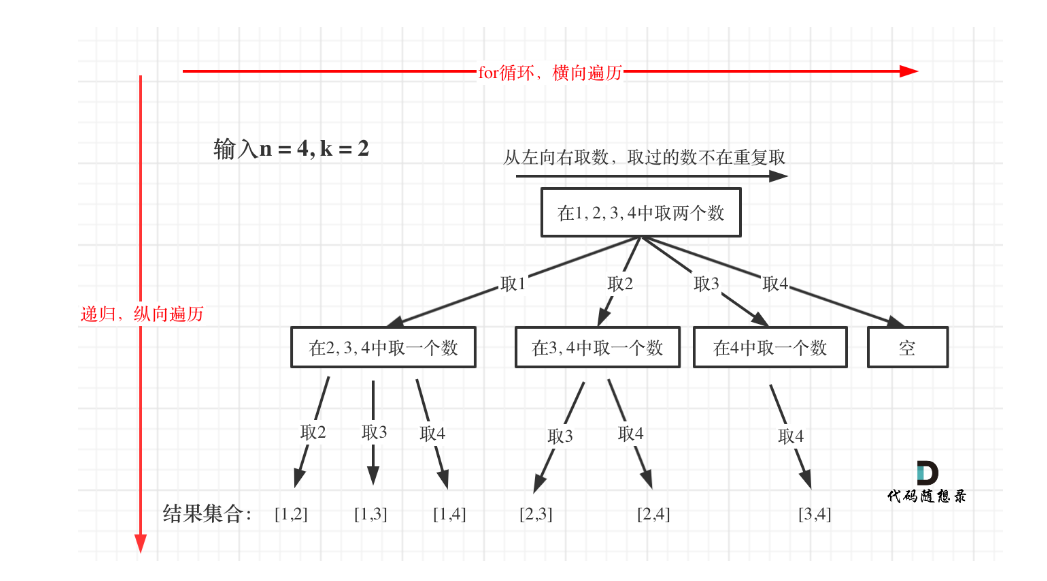 for循环，横向遍历
输入n = 4, k = 2
从左向右取数，取过的数不在重复取
在1, 2, 3, 4中取两个数
取1
取2
取3
取4
递归，纵向遍历
在2, 3, 4中取一个数
在3, 4中取一个数
在4中取一个数
空
取2
取3
取4
取3
取4
取4
代码随想录
结果集合：
[1,2]
[1,3]
[1,4]
[2,3]
[2,4]
[3,4]